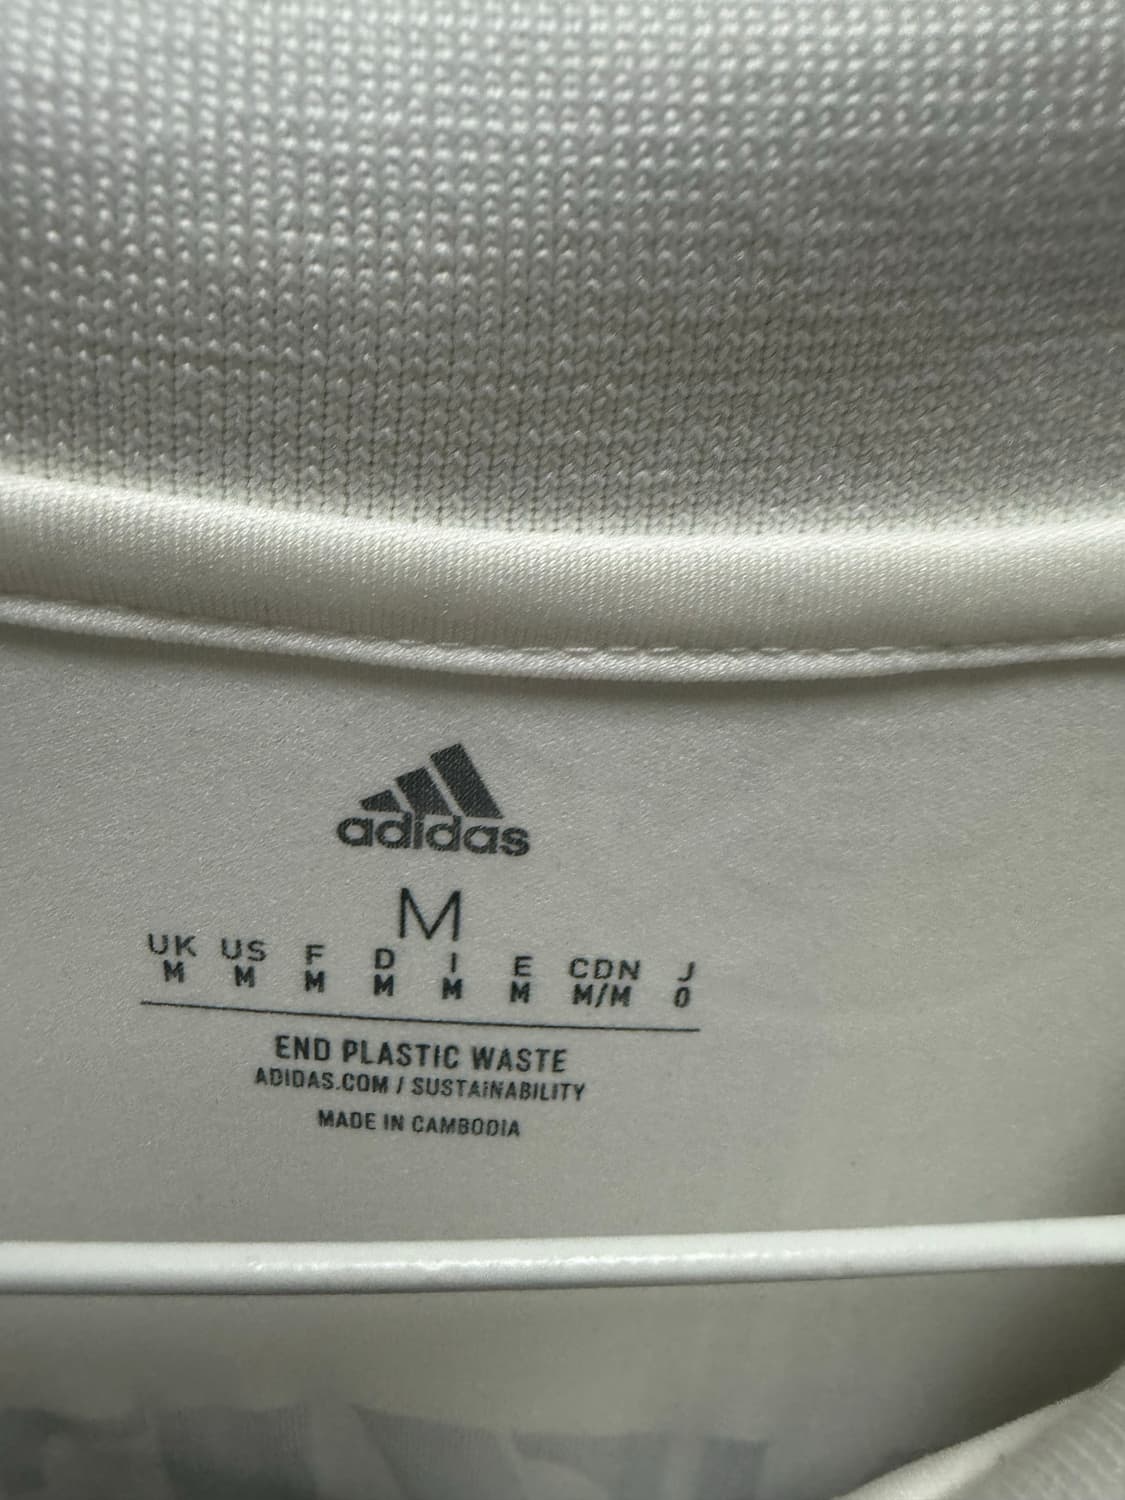 adidas
M
UK US F D I E CDN J
M M M M M M M/M O
END PLASTIC WASTE
ADIDAS.COM / SUSTAINABILITY
MADE IN CAMBODIA